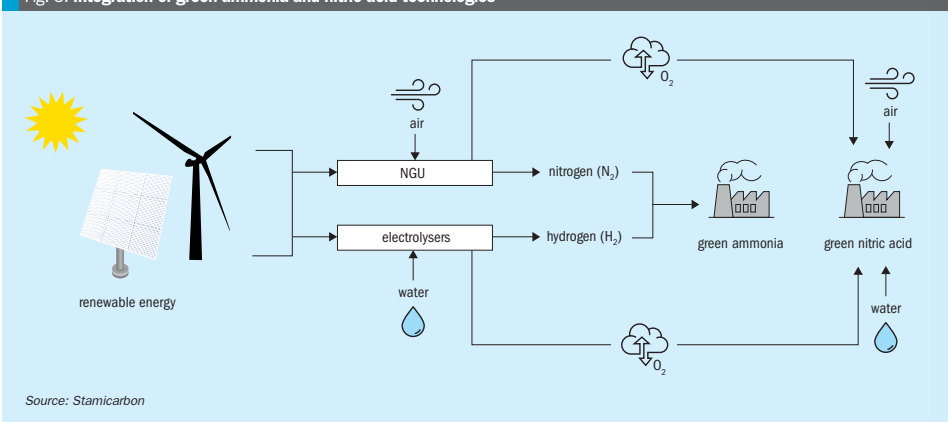 Fig. 3: Integration of green ammonia and nitric acid technologies
O₂
air
air
NGU
nitrogen (N₂)
electrolysers
hydrogen (H₂)
green ammonia
green nitric acid
water
renewable energy
water
O₂
Source: Stamicarbon